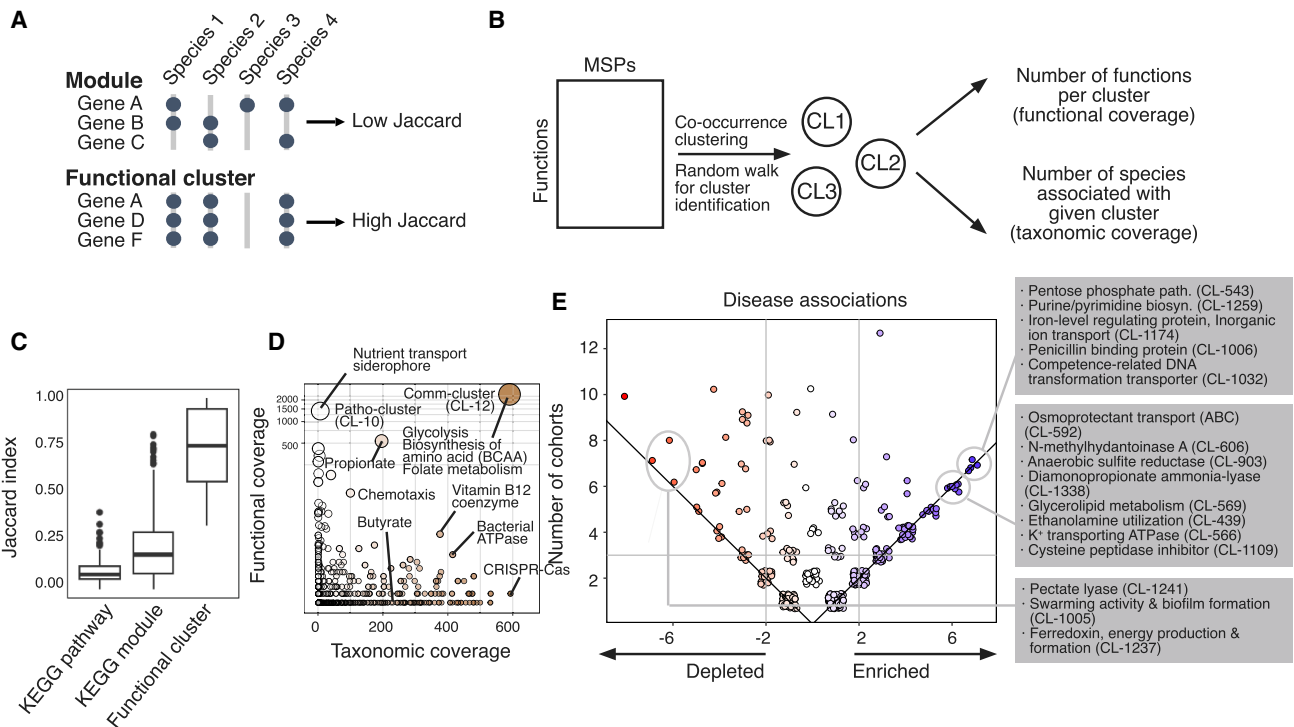 A
Species 1
Species 2
Species 3
Species 4
Module
Gene A
Gene B
Gene C
Low Jaccard
Functional cluster
Gene A
Gene D
Gene F
High Jaccard
B
MSPs
Functions
Co-occurrence
clustering
Random walk
for cluster
identification
CL1
CL2
CL3
Number of functions
per cluster
(functional coverage)
Number of species
associated with
given cluster
(taxonomic coverage)
C
Jaccard index
1.00
0.75
0.50
0.25
0.00
KEGG pathway
KEGG module
Functional cluster
D
Functional coverage
2000
1500
1000
500
Nutrient transport
siderophore
Comm-cluster
(CL-12)
Patho-cluster
(CL-10)
Glycolysis
Biosynthesis of
amino acid (BCAA)
Folate metabolism
Propionate
Chemotaxis
Vitamin B12
coenzyme
Butyrate
Bacterial
ATPase
CRISPR-Cas
0
200
400
600
Taxonomic coverage
E
Disease associations
Number of cohorts
12
10
8
6
4
2
-6
-2
2
6
Depleted
Enriched
· Pentose phosphate path. (CL-543)
· Purine/pyrimidine biosyn. (CL-1259)
· Iron-level regulating protein, Inorganic
ion transport (CL-1174)
· Penicillin binding protein (CL-1006)
· Competence-related DNA
transformation transporter (CL-1032)
· Osmoprotectant transport (ABC)
(CL-592)
· N-methylhydantoinase A (CL-606)
· Anaerobic sulfite reductase (CL-903)
· Diamonopropionate ammonia-lyase
(CL-1338)
· Glycerolipid metabolism (CL-569)
· Ethanolamine utilization (CL-439)
· K⁺ transporting ATPase (CL-566)
· Cysteine peptidase inhibitor (CL-1109)
· Pectate lyase (CL-1241)
· Swarming activity & biofilm formation
(CL-1005)
· Ferredoxin, energy production &
formation (CL-1237)